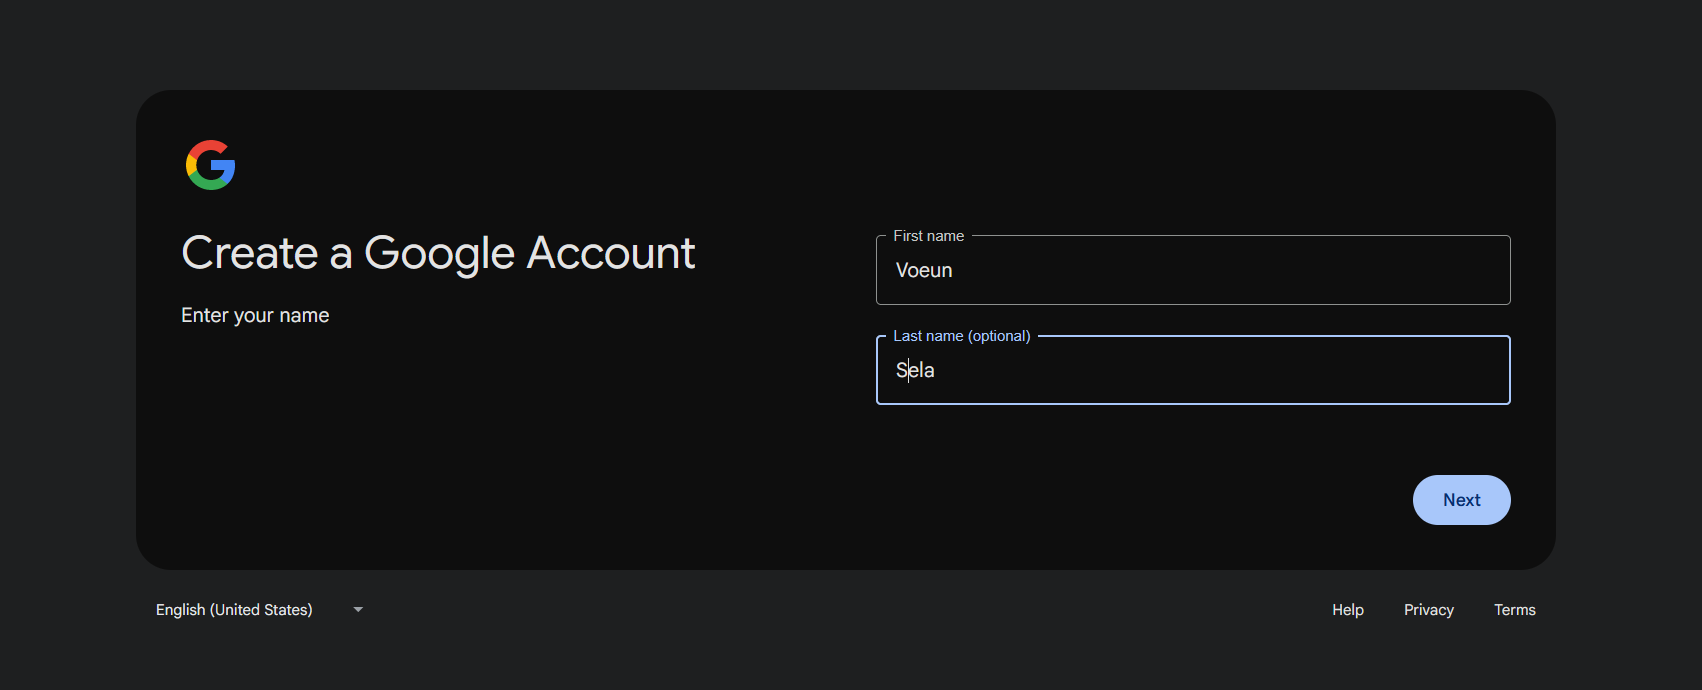 Create a Google Account
Enter your name
First name
Voeun
Last name (optional)
Sela
Next
English (United States)
Help
Privacy
Terms